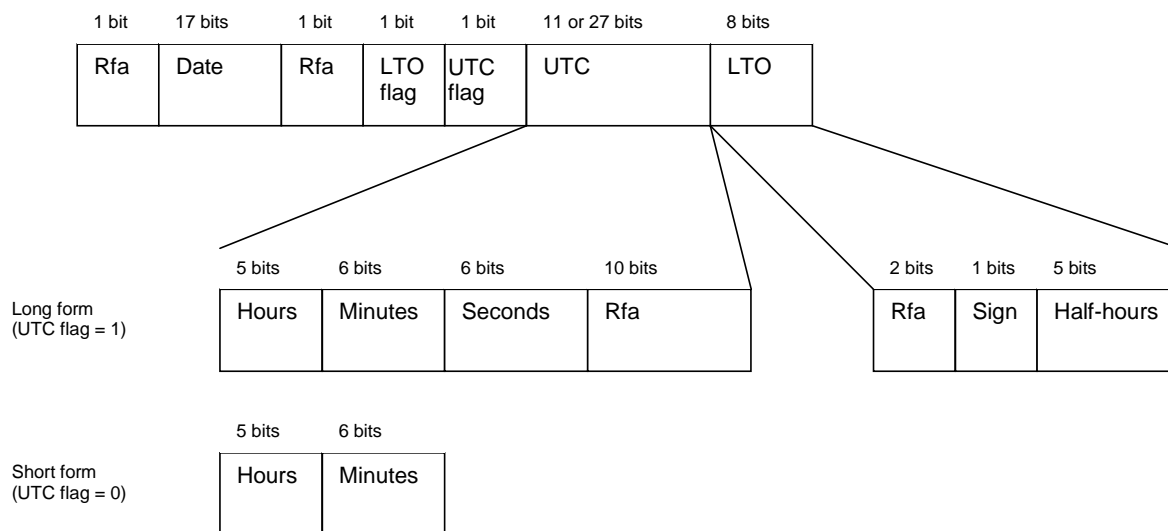 1 bit 17 bits 1 bit 1 bit 1 bit 11 or 27 bits 8 bits
Rfa Date Rfa LTO flag UTC flag UTC LTO
5 bits 6 bits 6 bits 10 bits 2 bits 1 bits 5 bits
Long form (UTC flag = 1) Hours Minutes Seconds Rfa Rfa Sign Half-hours
5 bits 6 bits
Short form (UTC flag = 0) Hours Minutes